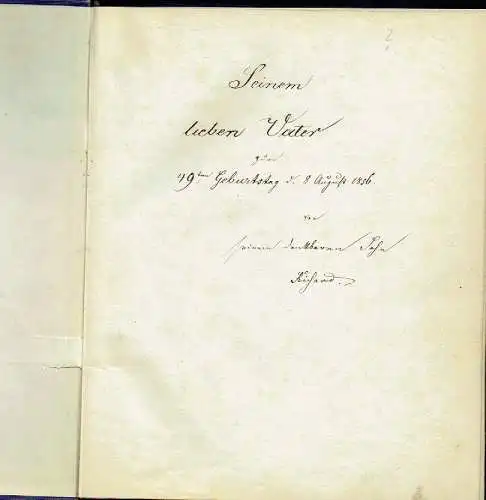 Seinem
lieben Vater
zum
49ten Geburtstag d. 8 August 1856.
von
seinem dankbaren Sohn
Richard.